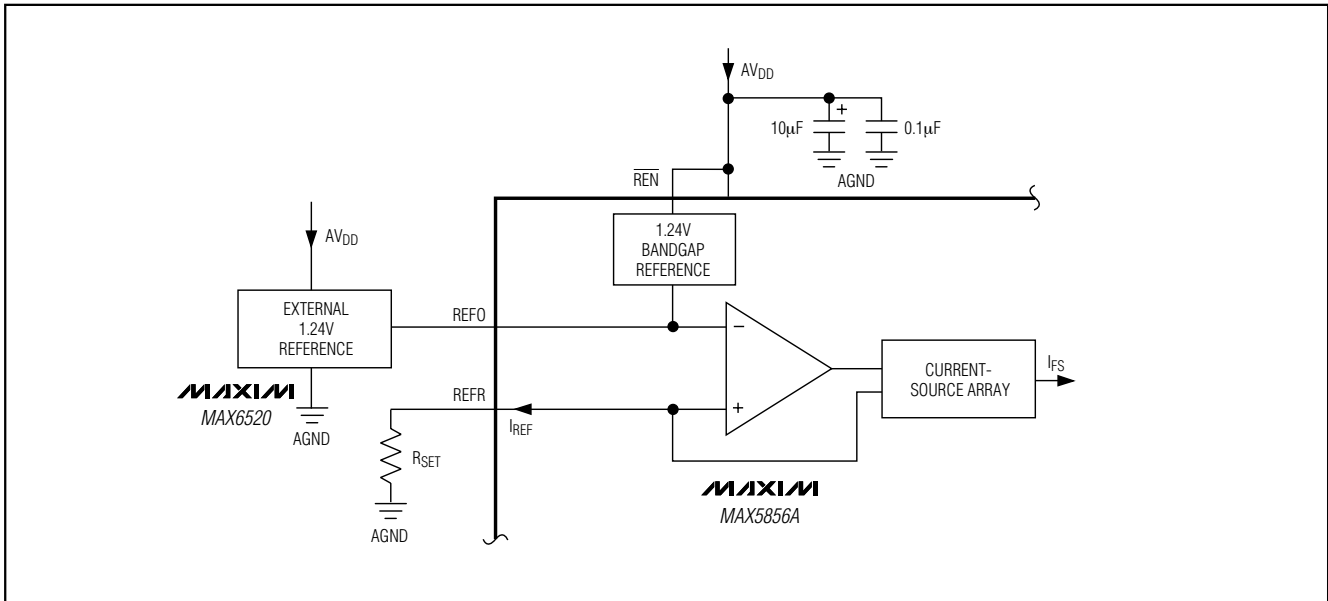 AVDD
10µF
+
0.1µF
AGND
REN
1.24V
BANDGAP
REFERENCE
AVDD
EXTERNAL
1.24V
REFERENCE
REFO
−
CURRENT-
SOURCE ARRAY
IFS
MAXIM
MAX6520
AGND
REFR
IREF
+
RSET
AGND
MAXIM
MAX5856A